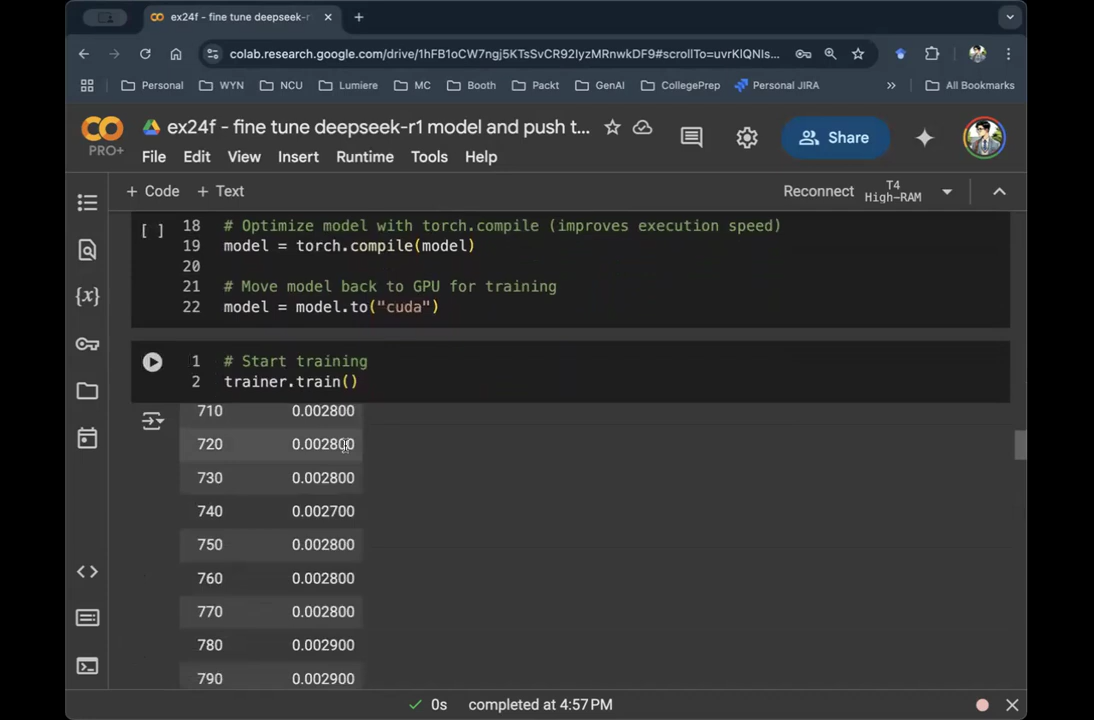 ex24f - fine tune deepseek-r1
colab.research.google.com/drive/1hFB1oCW7ngj5KTsSvCR92IyzMRnwkDF9#scrollTo=uvrKlQNIs...
Personal
WYN
NCU
Lumiere
MC
Booth
Packt
GenAI
CollegePrep
Personal JIRA
»
All Bookmarks
PRO+
ex24f - fine tune deepseek-r1 model and push t...
Share
File Edit View Insert Runtime Tools Help
+ Code + Text
Reconnect
T4
High-RAM
{x}
[ ]
18 # Optimize model with torch.compile (improves execution speed)
19 model = torch.compile(model)
20
21 # Move model back to GPU for training
22 model = model.to("cuda")
1 # Start training
2 trainer.train()
710 0.002800
720 0.002800
730 0.002800
740 0.002700
750 0.002800
760 0.002800
770 0.002800
780 0.002900
790 0.002900
0s completed at 4:57 PM